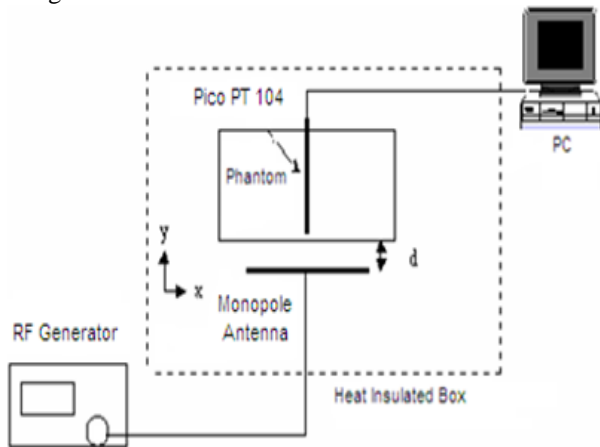 Pico PT 104
PC
Phantom
y
d
x
Monopole
Antenna
RF Generator
Heat Insulated Box